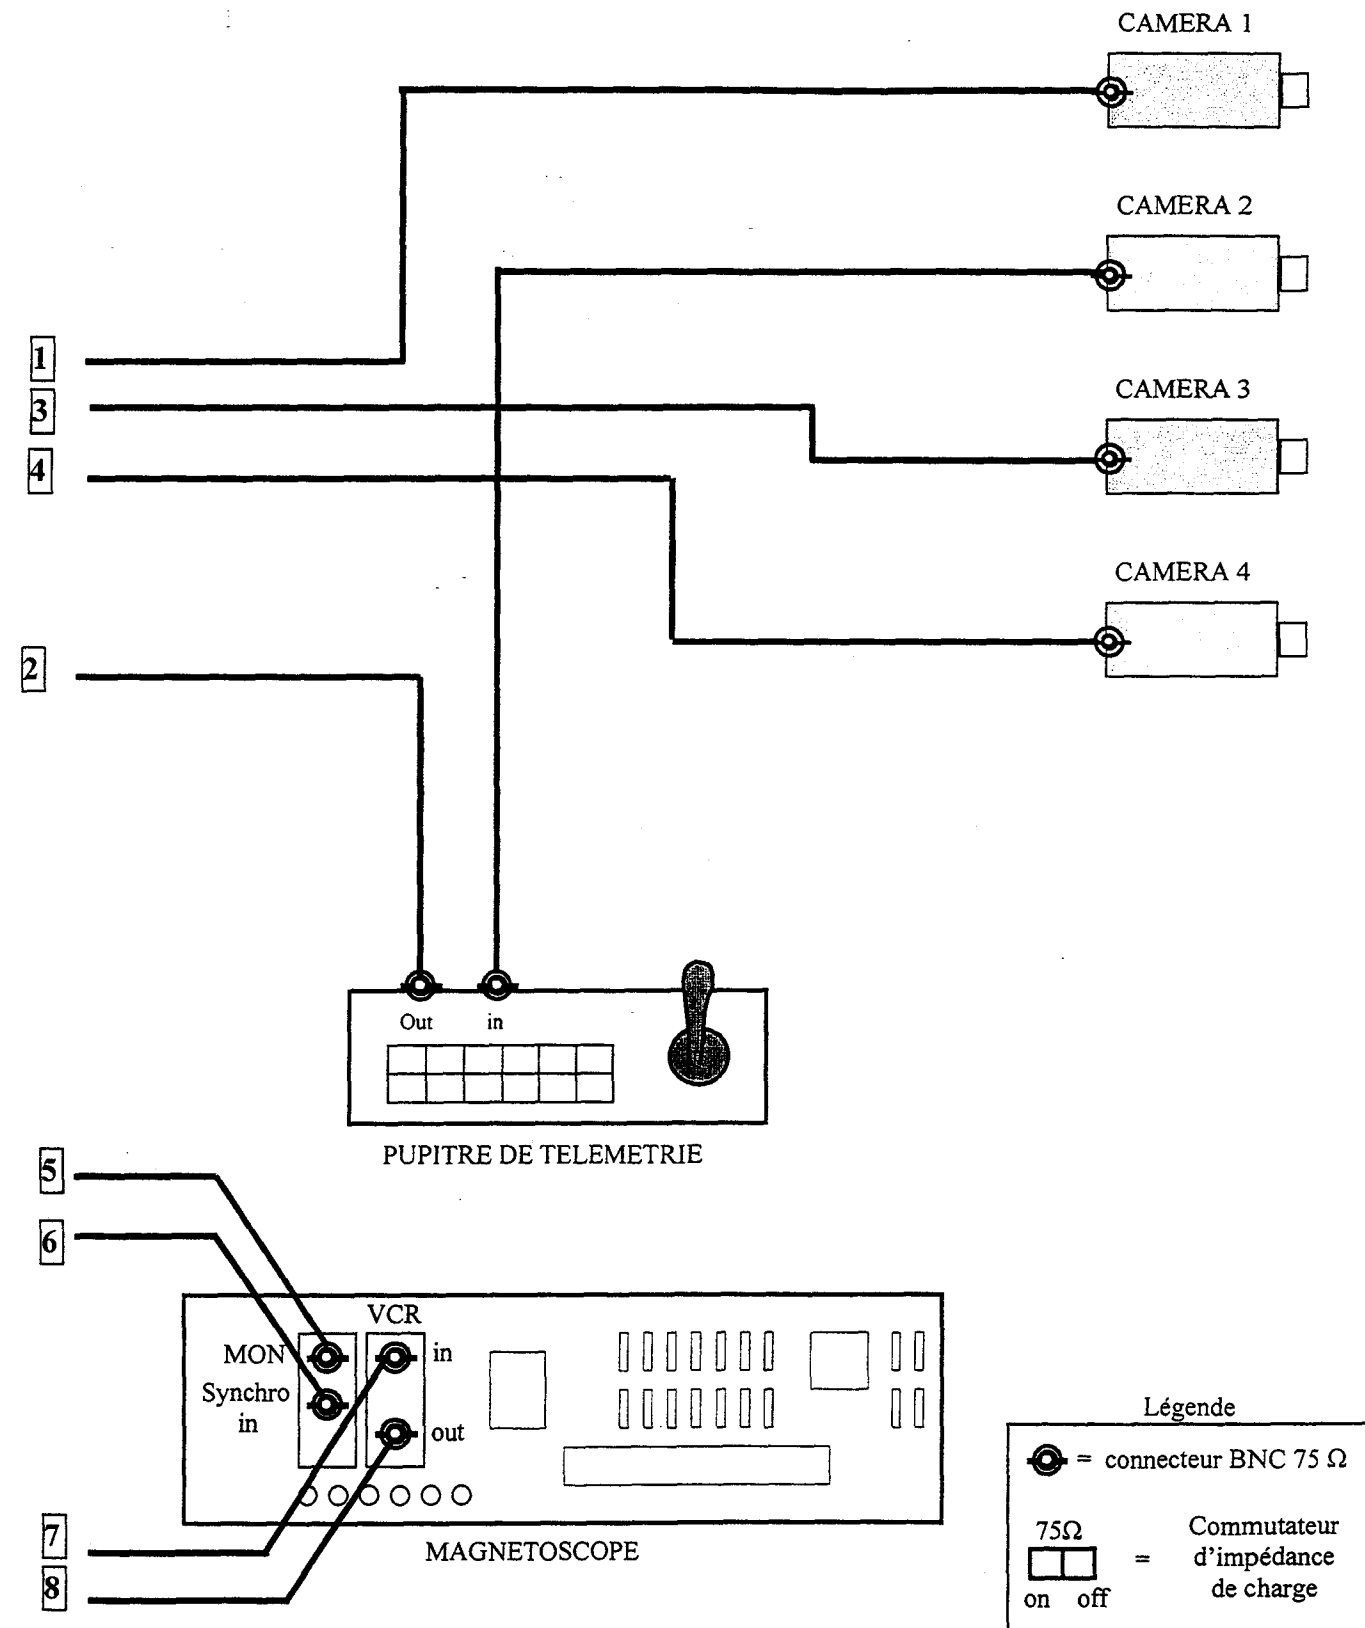 CAMERA 1
CAMERA 2
1
CAMERA 3
3
4
CAMERA 4
2
Out in
PUPITRE DE TELEMETRIE
5
6
VCR
MON in
Synchro
in
out
7
MAGNETOSCOPE
8
Légende
= connecteur BNC 75 Ω
75Ω
on off
=
Commutateur
d'impédance
de charge